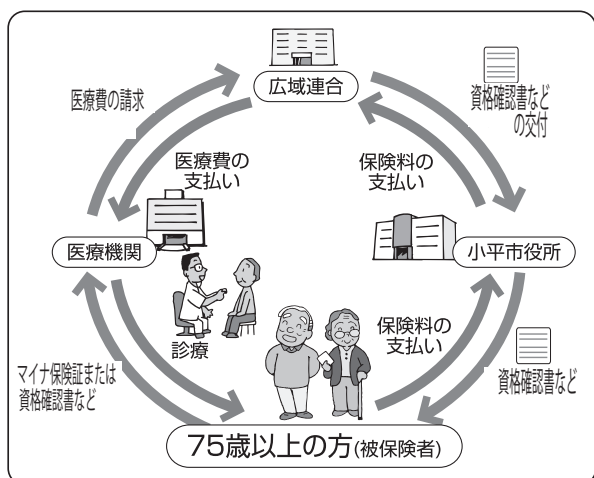 広域連合
医療費の請求
資格確認書など
の交付
医療費の
支払い
保険料の
支払い
医療機関
小平市役所
診療
保険料の
支払い
マイナ保険証または
資格確認書など
資格確認書など
75歳以上の方(被保険者)